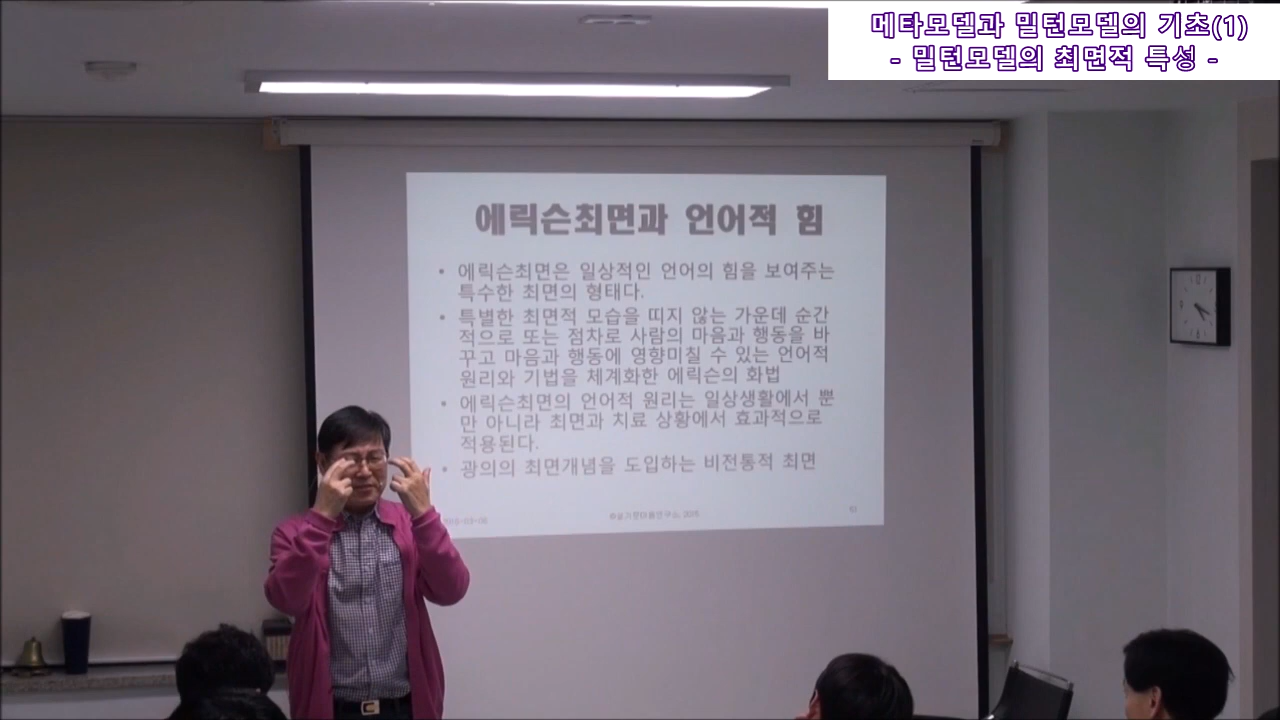 메타모델과 밀턴모델의 기초(1)
- 밀턴모델의 최면적 특성 -
에릭슨최면과 언어적 힘
• 에릭슨최면은 일상적인 언어의 힘을 보여주는
특수한 최면의 형태다.
• 특별한 최면적 모습을 띠지 않는 가운데 순간
적으로 또는 점차로 사람의 마음과 행동을 바
꾸고 마음과 행동에 영향미칠 수 있는 언어적
원리와 기법을 체계화한 에릭슨의 화법
• 에릭슨최면의 언어적 원리는 일상생활에서 뿐
만 아니라 최면과 치료 상황에서 효과적으로
적용된다.
• 광의의 최면개념을 도입하는 비전통적 최면